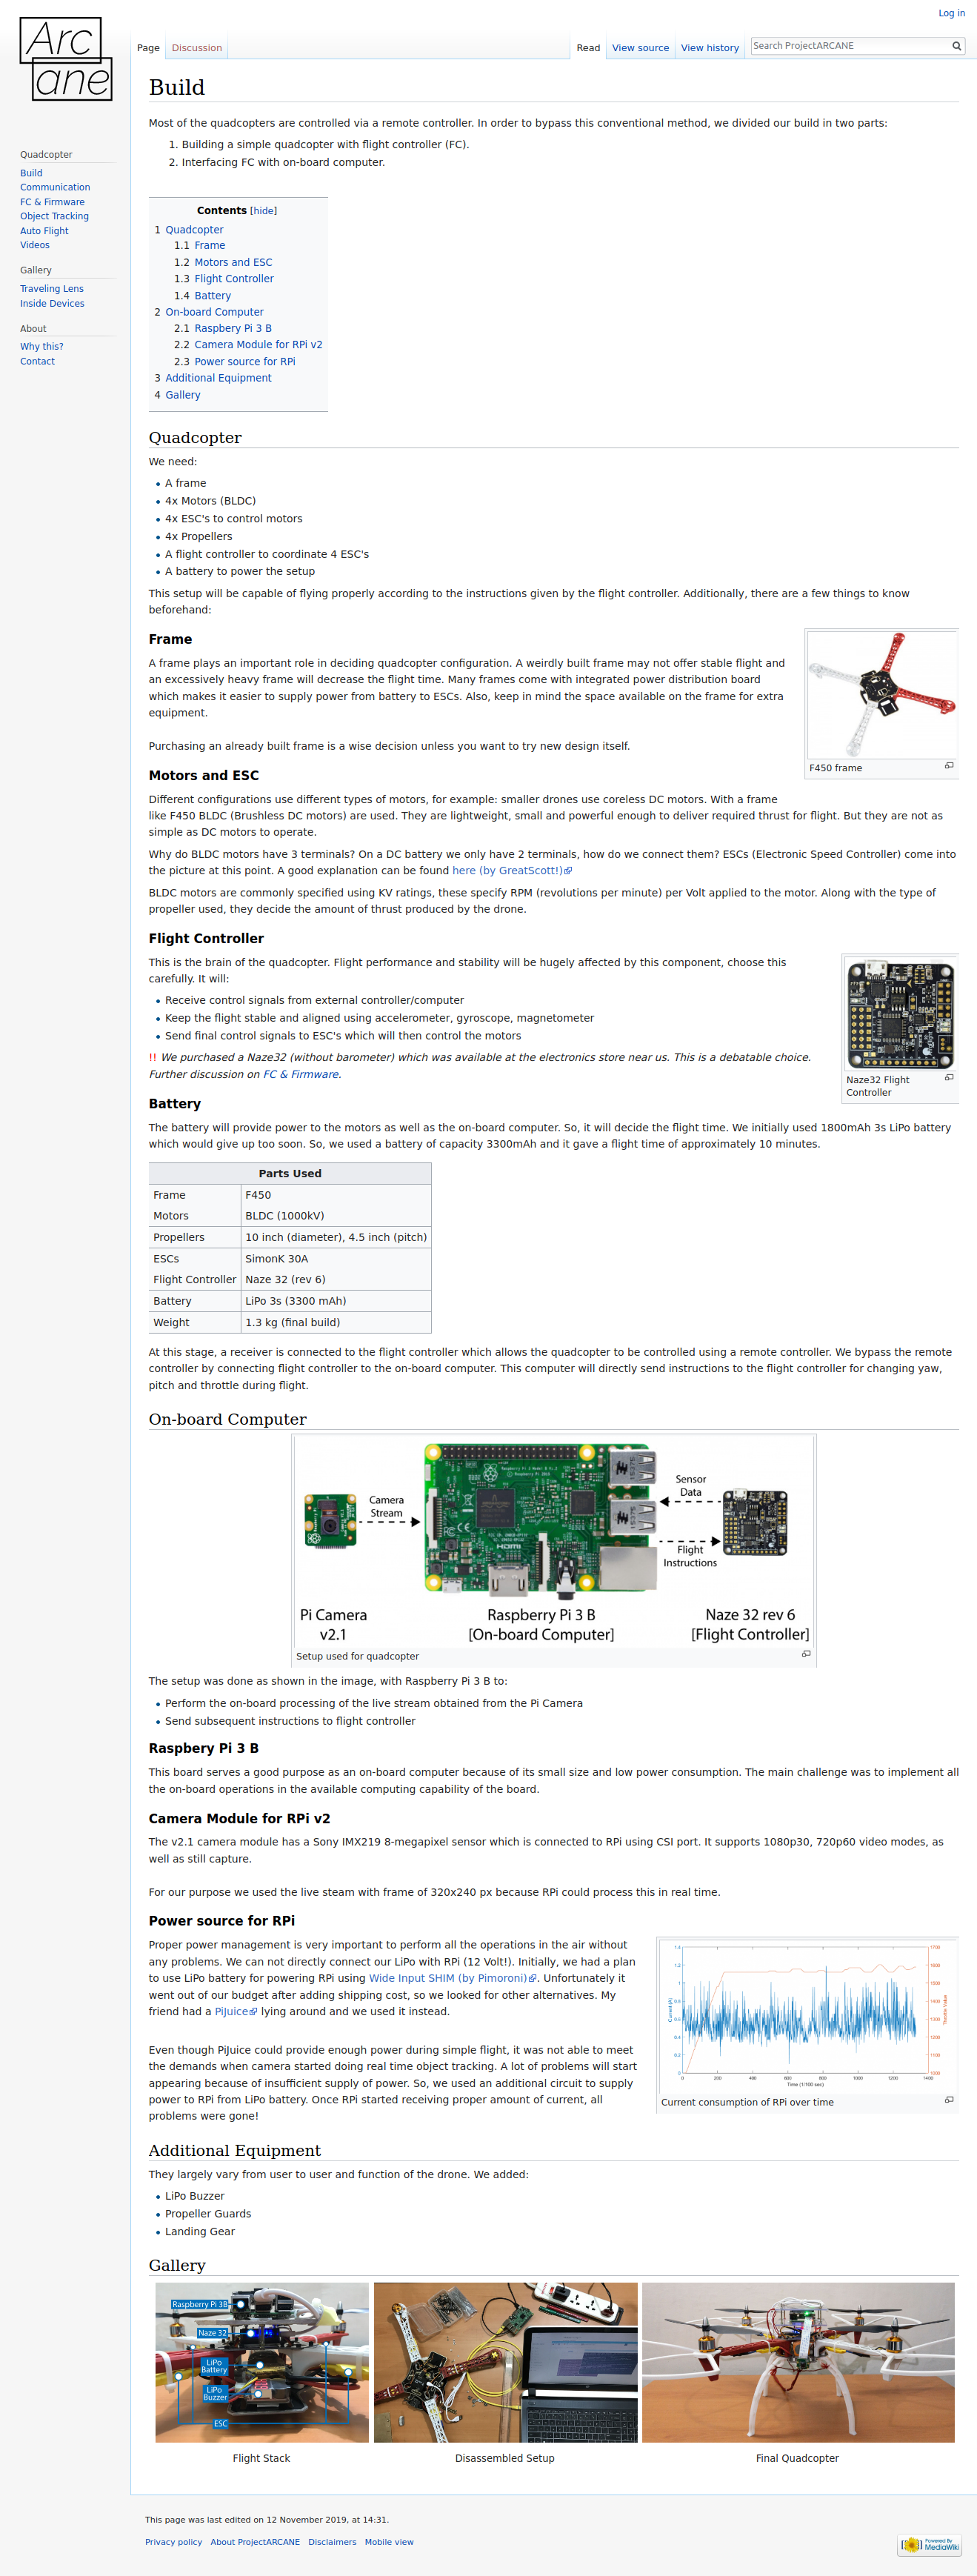 Log in
Arc
ane
Page Discussion Read View source View history Search ProjectARCANE
Quadcopter
Build
Communication
FC & Firmware
Object Tracking
Auto Flight
Videos
Gallery
Traveling Lens
Inside Devices
About
Why this?
Contact
Build
Most of the quadcopters are controlled via a remote controller. In order to bypass this conventional method, we divided our build in two parts:
1. Building a simple quadcopter with flight controller (FC).
2. Interfacing FC with on-board computer.
Contents [hide]
1 Quadcopter
1.1 Frame
1.2 Motors and ESC
1.3 Flight Controller
1.4 Battery
2 On-board Computer
2.1 Raspbery Pi 3 B
2.2 Camera Module for RPi v2
2.3 Power source for RPi
3 Additional Equipment
4 Gallery
Quadcopter
We need:
A frame
4x Motors (BLDC)
4x ESC's to control motors
4x Propellers
A flight controller to coordinate 4 ESC's
A battery to power the setup
This setup will be capable of flying properly according to the instructions given by the flight controller. Additionally, there are a few things to know
beforehand:
Frame
A frame plays an important role in deciding quadcopter configuration. A weirdly built frame may not offer stable flight and
an excessively heavy frame will decrease the flight time. Many frames come with integrated power distribution board
which makes it easier to supply power from battery to ESCs. Also, keep in mind the space available on the frame for extra
equipment.
Purchasing an already built frame is a wise decision unless you want to try new design itself.
F450 frame
Motors and ESC
Different configurations use different types of motors, for example: smaller drones use coreless DC motors. With a frame
like F450 BLDC (Brushless DC motors) are used. They are lightweight, small and powerful enough to deliver required thrust for flight. But they are not as
simple as DC motors to operate.
Why do BLDC motors have 3 terminals? On a DC battery we only have 2 terminals, how do we connect them? ESCs (Electronic Speed Controller) come into
the picture at this point. A good explanation can be found here (by GreatScott!)
BLDC motors are commonly specified using KV ratings, these specify RPM (revolutions per minute) per Volt applied to the motor. Along with the type of
propeller used, they decide the amount of thrust produced by the drone.
Flight Controller
This is the brain of the quadcopter. Flight performance and stability will be hugely affected by this component, choose this
carefully. It will:
Receive control signals from external controller/computer
Keep the flight stable and aligned using accelerometer, gyroscope, magnetometer
Send final control signals to ESC's which will then control the motors
!! We purchased a Naze32 (without barometer) which was available at the electronics store near us. This is a debatable choice.
Further discussion on FC & Firmware.
Naze32 Flight
Controller
Battery
The battery will provide power to the motors as well as the on-board computer. So, it will decide the flight time. We initially used 1800mAh 3s LiPo battery
which would give up too soon. So, we used a battery of capacity 3300mAh and it gave a flight time of approximately 10 minutes.
Parts Used
Frame F450
Motors BLDC (1000kV)
Propellers 10 inch (diameter), 4.5 inch (pitch)
ESCs SimonK 30A
Flight Controller Naze 32 (rev 6)
Battery LiPo 3s (3300 mAh)
Weight 1.3 kg (final build)
At this stage, a receiver is connected to the flight controller which allows the quadcopter to be controlled using a remote controller. We bypass the remote
controller by connecting flight controller to the on-board computer. This computer will directly send instructions to the flight controller for changing yaw,
pitch and throttle during flight.
On-board Computer
Camera
Stream
Sensor
Data
Flight
Instructions
HDMI
Pi Camera
v2.1
Raspberry Pi 3 B
[On-board Computer]
Naze 32 rev 6
[Flight Controller]
Setup used for quadcopter
The setup was done as shown in the image, with Raspberry Pi 3 B to:
Perform the on-board processing of the live stream obtained from the Pi Camera
Send subsequent instructions to flight controller
Raspbery Pi 3 B
This board serves a good purpose as an on-board computer because of its small size and low power consumption. The main challenge was to implement all
the on-board operations in the available computing capability of the board.
Camera Module for RPi v2
The v2.1 camera module has a Sony IMX219 8-megapixel sensor which is connected to RPi using CSI port. It supports 1080p30, 720p60 video modes, as
well as still capture.
For our purpose we used the live steam with frame of 320x240 px because RPi could process this in real time.
Power source for RPi
Proper power management is very important to perform all the operations in the air without
any problems. We can not directly connect our LiPo with RPi (12 Volt!). Initially, we had a plan
to use LiPo battery for powering RPi using Wide Input SHIM (by Pimoroni). Unfortunately it
went out of our budget after adding shipping cost, so we looked for other alternatives. My
friend had a PiJuice lying around and we used it instead.
Even though PiJuice could provide enough power during simple flight, it was not able to meet
the demands when camera started doing real time object tracking. A lot of problems will start
appearing because of insufficient supply of power. So, we used an additional circuit to supply
power to RPi from LiPo battery. Once RPi started receiving proper amount of current, all
problems were gone!
Current (A)
Throttle Value
1.4
1.2
1
0.8
0.6
0.4
0.2
0
1700
1600
1500
1400
1300
1200
1100
1000
0 200 400 600 800 1000 1200 1400
Time (1/100 sec)
Current consumption of RPi over time
Additional Equipment
They largely vary from user to user and function of the drone. We added:
LiPo Buzzer
Propeller Guards
Landing Gear
Gallery
Raspberry Pi 3B
Naze 32
LiPo
Battery
LiPo
Buzzer
ESC
Flight Stack
Disassembled Setup
Final Quadcopter
This page was last edited on 12 November 2019, at 14:31.
Privacy policy About ProjectARCANE Disclaimers Mobile view
Powered By
MediaWiki